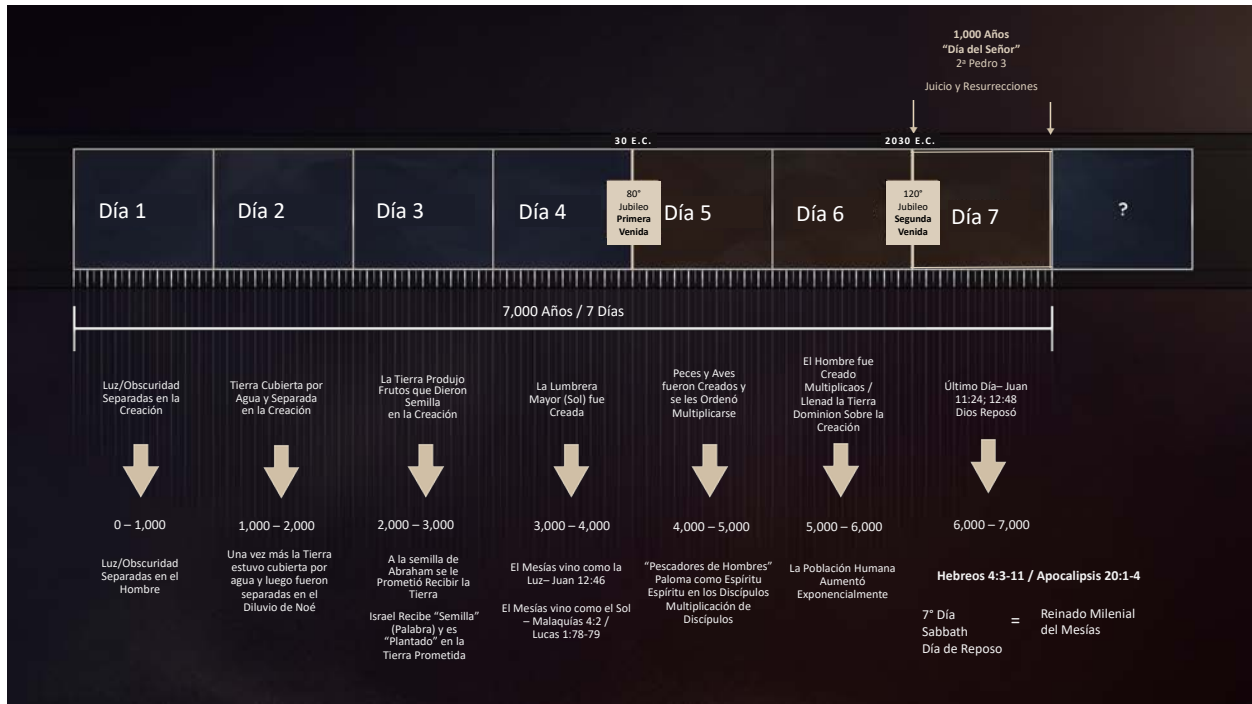 1,000 Años
“Día del Señor”
2ª Pedro 3
Juicio y Resurrecciones
30 E.C.
2030 E.C.
Día 1
Día 2
Día 3
Día 4
80°
Jubileo
Primera
Venida
Día 5
Día 6
120°
Jubileo
Segunda
Venida
Día 7
?
7,000 Años / 7 Días
Luz/Obscuridad
Separadas en la
Creación
Tierra Cubierta por
Agua y Separada
en la Creación
La Tierra Produjo
Frutos que Dieron
Semilla
en la Creación
La Lumbrera
Mayor (Sol) fue
Creada
Peces y Aves
fueron Creados y
se les Ordenó
Multiplicarse
El Hombre fue
Creado
Multiplicaos /
Llenad la Tierra
Dominion Sobre la
Creación
Último Día– Juan
11:24; 12:48
Dios Reposó
0 – 1,000
1,000 – 2,000
2,000 – 3,000
3,000 – 4,000
4,000 – 5,000
5,000 – 6,000
6,000 – 7,000
Luz/Obscuridad
Separadas en el
Hombre
Una vez más la Tierra
estuvo cubierta por
agua y luego fueron
separadas en el
Diluvio de Noé
A la semilla de
Abraham se le
Prometió Recibir la
Tierra
Israel Recibe “Semilla”
(Palabra) y es
“Plantado” en la
Tierra Prometida
El Mesías vino como la
Luz– Juan 12:46
El Mesías vino como el Sol
– Malaquías 4:2 /
Lucas 1:78-79
“Pescadores de Hombres”
Paloma como Espíritu
Espíritu en los Discípulos
Multiplicación de
Discípulos
La Población Humana
Aumentó
Exponencialmente
Hebreos 4:3-11 / Apocalipsis 20:1-4
7° Día
Sabbath
Día de Reposo
=
Reinado Milenial
del Mesías